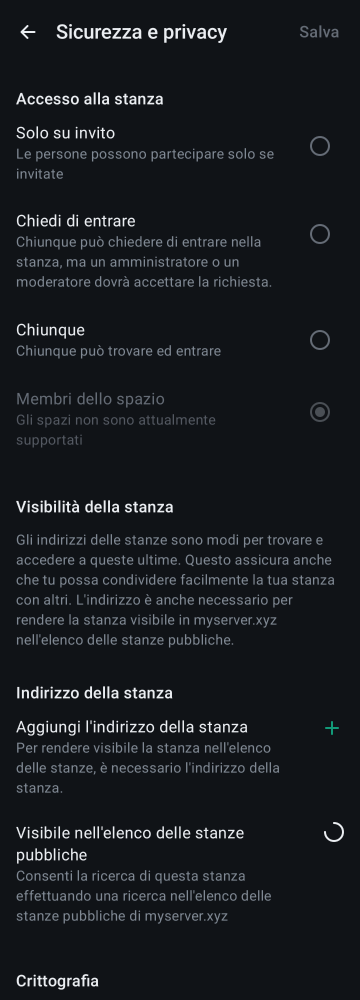 Sicurezza e privacy
Salva
Accesso alla stanza
Solo su invito
Le persone possono partecipare solo se
invitate
Chiedi di entrare
Chiunque può chiedere di entrare nella
stanza, ma un amministratore o un
moderatore dovrà accettare la richiesta.
Chiunque
Chiunque può trovare ed entrare
Membri dello spazio
Gli spazi non sono attualmente
supportati
Visibilità della stanza
Gli indirizzi delle stanze sono modi per trovare e
accedere a queste ultime. Questo assicura anche
che tu possa condividere facilmente la tua stanza
con altri. L'indirizzo è anche necessario per
rendere la stanza visibile in myserver.xyz
nell'elenco delle stanze pubbliche.
Indirizzo della stanza
Aggiungi l'indirizzo della stanza
Per rendere visibile la stanza nell'elenco
delle stanze, è necessario l'indirizzo della
stanza.
Visibile nell'elenco delle stanze
pubbliche
Consenti la ricerca di questa stanza
effettuando una ricerca nell'elenco delle
stanze pubbliche di myserver.xyz
Crittografia